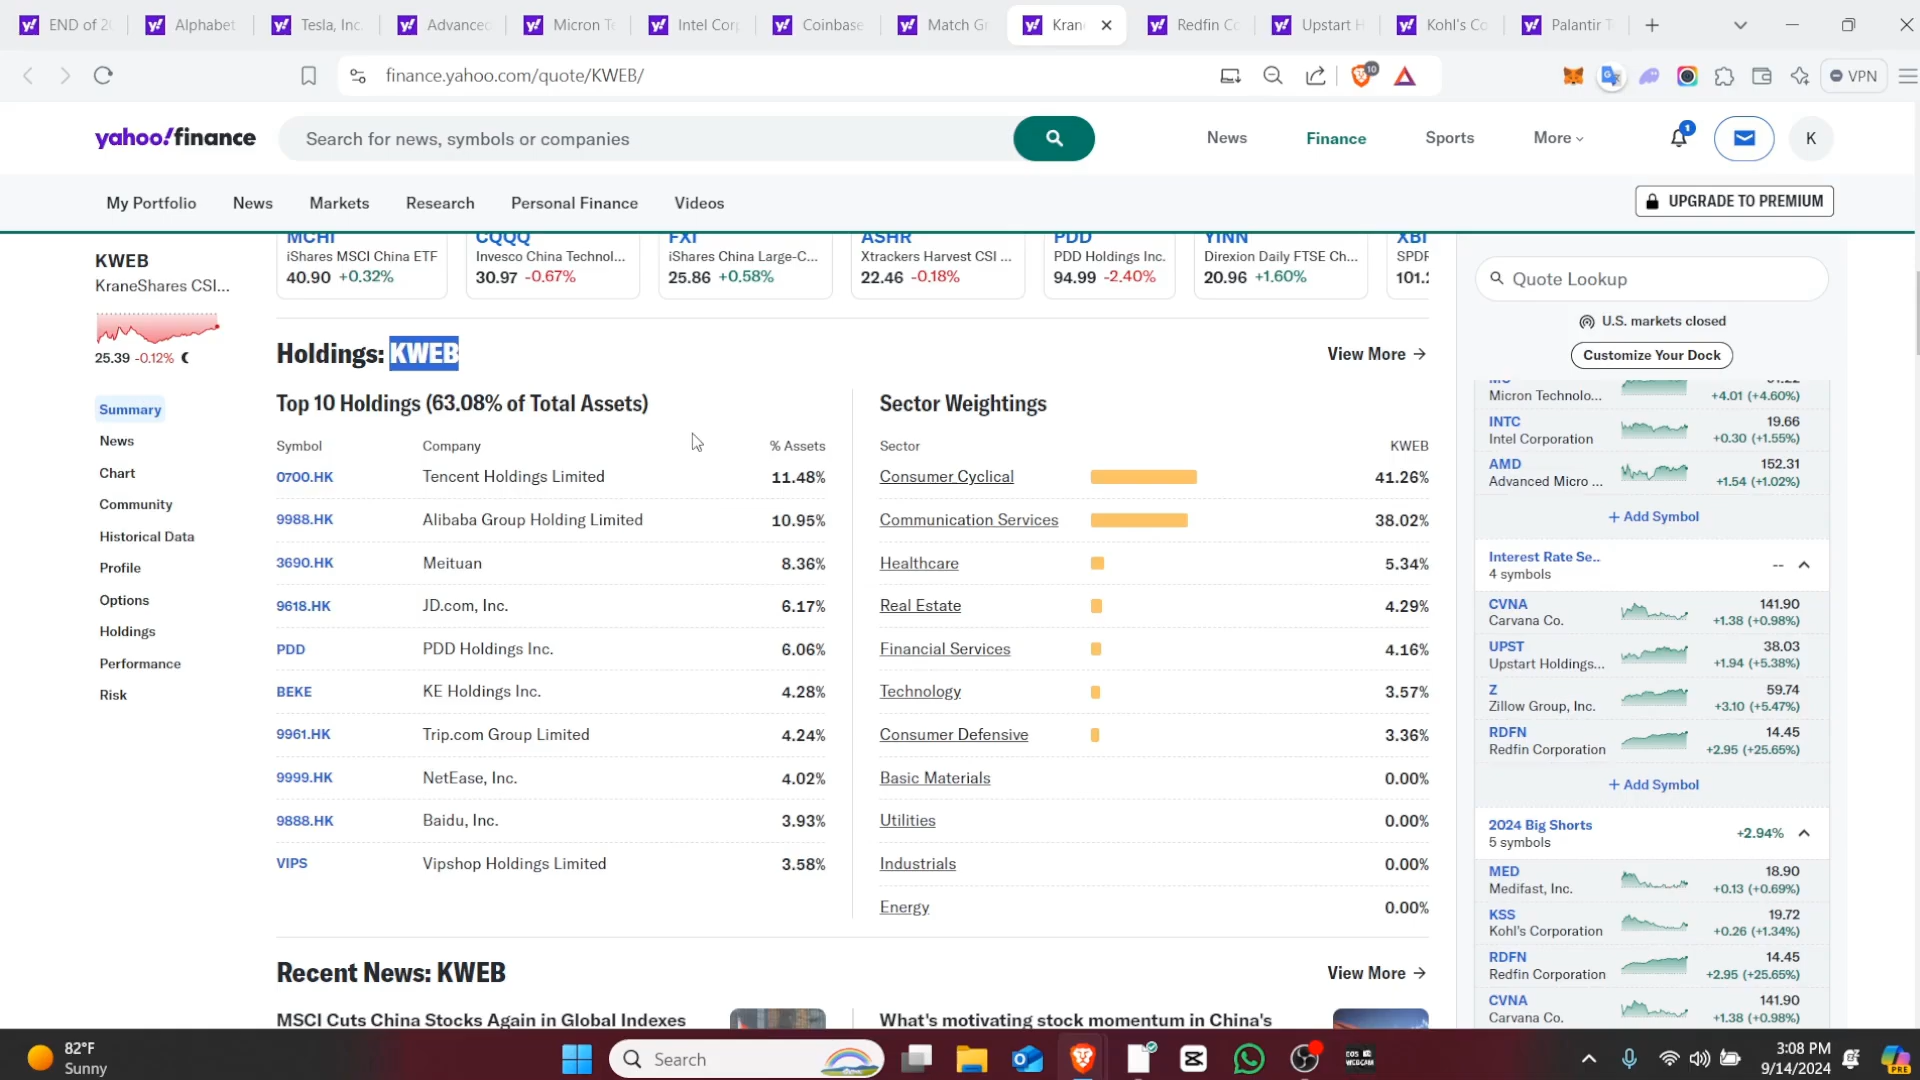 END of 2
Alphabet
Tesla, Inc.
Advanced
Micron Te
Intel Corp
Coinbase
Match Gr
Kran
Redfin Co
Upstart H
Kohl's Co
Palantir T
finance.yahoo.com/quote/KWEB/
10
VPN
yahoo!finance
Search for news, symbols or companies
News
Finance
Sports
More
1
K
My Portfolio
News
Markets
Research
Personal Finance
Videos
UPGRADE TO PREMIUM
KWEB
KraneShares CSI...
25.39 -0.12%
Summary
News
Chart
Community
Historical Data
Profile
Options
Holdings
Performance
Risk
MCHI
iShares MSCI China ETF
40.90 +0.32%
CQQQ
Invesco China Technol...
30.97 -0.67%
FXI
iShares China Large-C...
25.86 +0.58%
ASHR
Xtrackers Harvest CSI ...
22.46 -0.18%
PDD
PDD Holdings Inc.
94.99 -2.40%
YINN
Direxion Daily FTSE Ch...
20.96 +1.60%
XBI
SPDR
101.2
Holdings: KWEB
View More →
Top 10 Holdings (63.08% of Total Assets)
Symbol Company % Assets
0700.HK Tencent Holdings Limited 11.48%
9988.HK Alibaba Group Holding Limited 10.95%
3690.HK Meituan 8.36%
9618.HK JD.com, Inc. 6.17%
PDD PDD Holdings Inc. 6.06%
BEKE KE Holdings Inc. 4.28%
9961.HK Trip.com Group Limited 4.24%
9999.HK NetEase, Inc. 4.02%
9888.HK Baidu, Inc. 3.93%
VIPS Vipshop Holdings Limited 3.58%
Sector Weightings
Sector KWEB
Consumer Cyclical 41.26%
Communication Services 38.02%
Healthcare 5.34%
Real Estate 4.29%
Financial Services 4.16%
Technology 3.57%
Consumer Defensive 3.36%
Basic Materials 0.00%
Utilities 0.00%
Industrials 0.00%
Energy 0.00%
Recent News: KWEB
View More →
MSCI Cuts China Stocks Again in Global Indexes
What's motivating stock momentum in China's
Quote Lookup
U.S. markets closed
Customize Your Dock
Micron Technolo... +4.01 (+4.60%)
INTC 19.66
Intel Corporation +0.30 (+1.55%)
AMD 152.31
Advanced Micro ... +1.54 (+1.02%)
+ Add Symbol
Interest Rate Se.. --
4 symbols
CVNA 141.90
Carvana Co. +1.38 (+0.98%)
UPST 38.03
Upstart Holdings... +1.94 (+5.38%)
Z 59.74
Zillow Group, Inc. +3.10 (+5.47%)
RDFN 14.45
Redfin Corporation +2.95 (+25.65%)
+ Add Symbol
2024 Big Shorts +2.94%
5 symbols
MED 18.90
Medifast, Inc. +0.13 (+0.69%)
KSS 19.72
Kohl's Corporation +0.26 (+1.34%)
RDFN 14.45
Redfin Corporation +2.95 (+25.65%)
CVNA 141.90
Carvana Co. +1.38 (+0.98%)
82°F
Sunny
Search
3:08 PM
9/14/2024
PRE